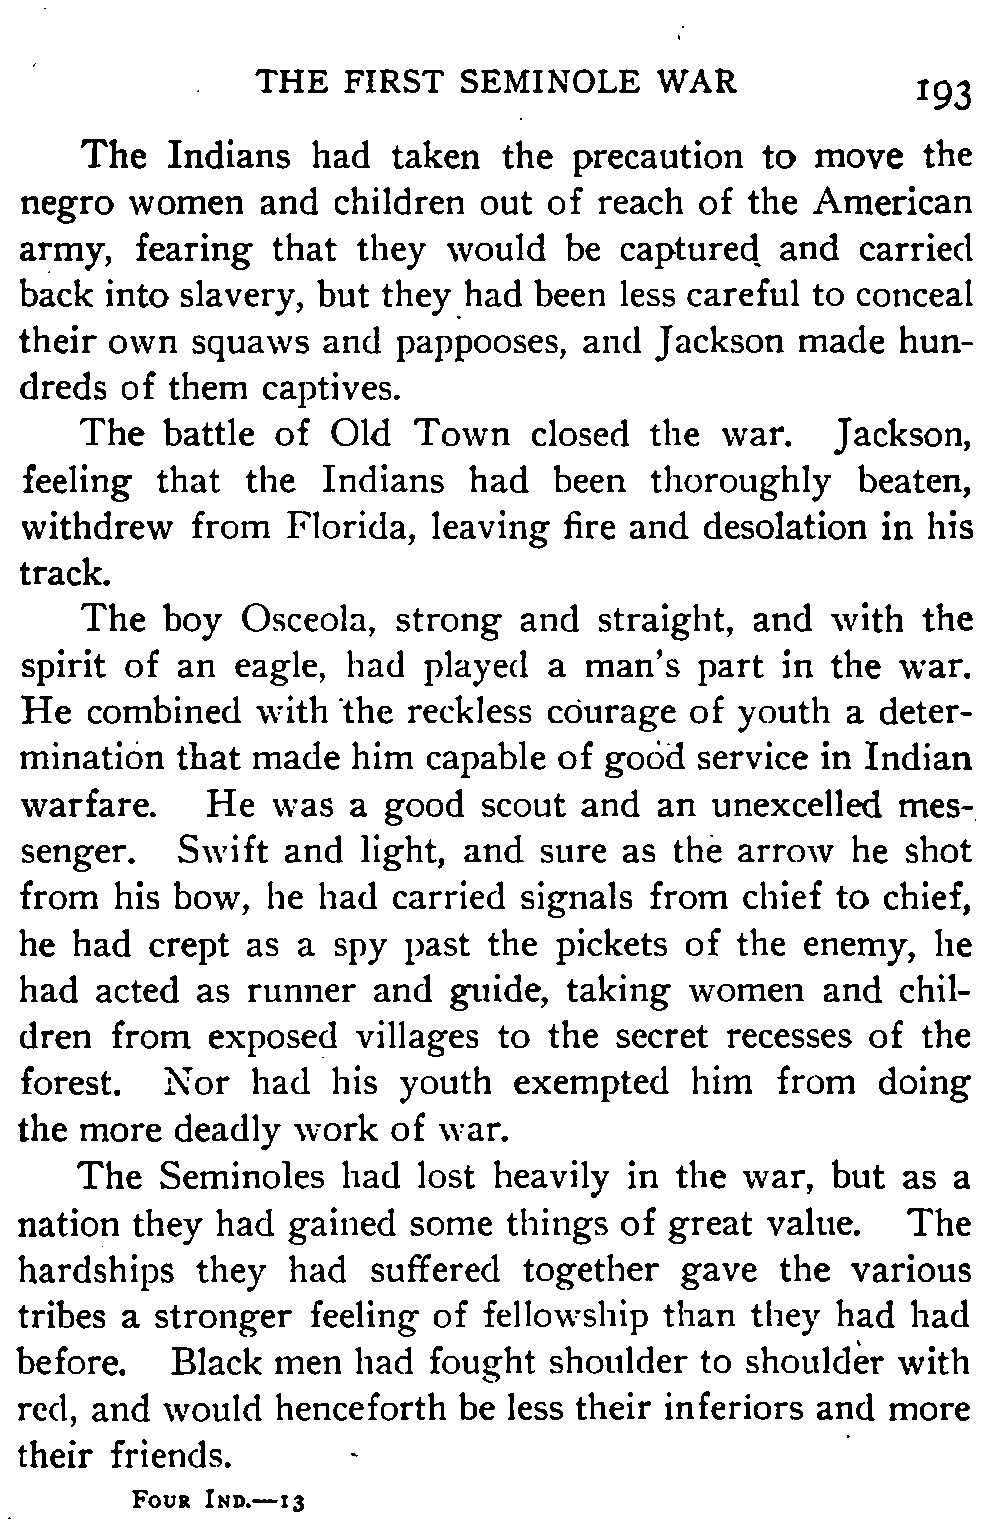 THE FIRST SEMINOLE WAR 193
The Indians had taken the precaution to move the
negro women and children out of reach of the American
army, fearing that they would be captured and carried
back into slavery, but they had been less careful to conceal
their own squaws and pappooses, and Jackson made hun-
dreds of them captives.
The battle of Old Town closed the war. Jackson,
feeling that the Indians had been thoroughly beaten,
withdrew from Florida, leaving fire and desolation in his
track.
The boy Osceola, strong and straight, and with the
spirit of an eagle, had played a man's part in the war.
He combined with the reckless courage of youth a deter-
mination that made him capable of good service in Indian
warfare. He was a good scout and an unexcelled mes-
senger. Swift and light, and sure as the arrow he shot
from his bow, he had carried signals from chief to chief,
he had crept as a spy past the pickets of the enemy, he
had acted as runner and guide, taking women and chil-
dren from exposed villages to the secret recesses of the
forest. Nor had his youth exempted him from doing
the more deadly work of war.
The Seminoles had lost heavily in the war, but as a
nation they had gained some things of great value. The
hardships they had suffered together gave the various
tribes a stronger feeling of fellowship than they had had
before. Black men had fought shoulder to shoulder with
red, and would henceforth be less their inferiors and more
their friends.
FOUR IND.—13